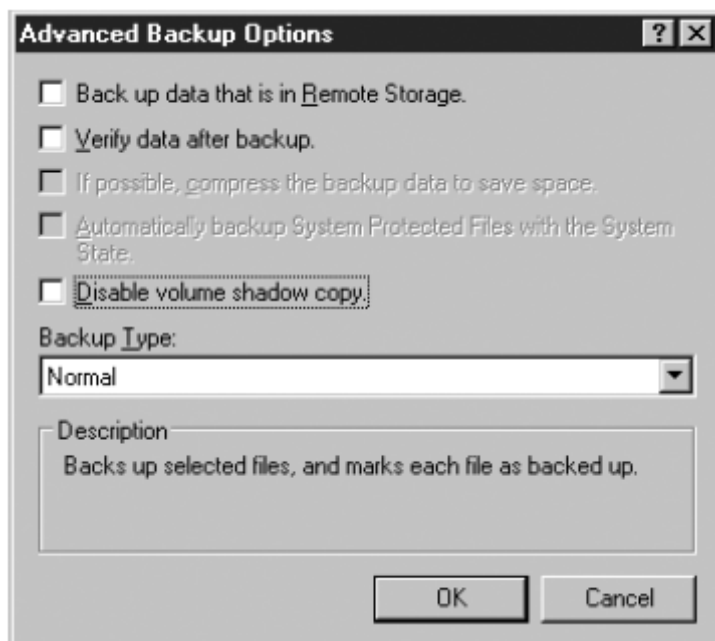 Advanced Backup Options
Back up data that is in Remote Storage.
Verify data after backup.
If possible, compress the backup data to save space.
Automatically backup System Protected Files with the System
State.
Disable volume shadow copy.
Backup Type:
Normal
Description
Backs up selected files, and marks each file as backed up.
OK
Cancel